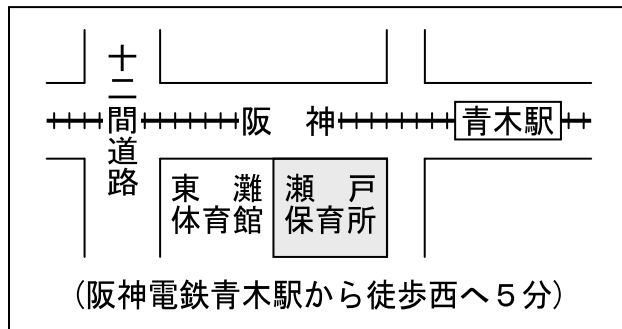 十二間道路
阪　神
青木駅
東　灘
体育館
瀬　戸
保育所
(阪神電鉄青木駅から徒歩西へ５分)